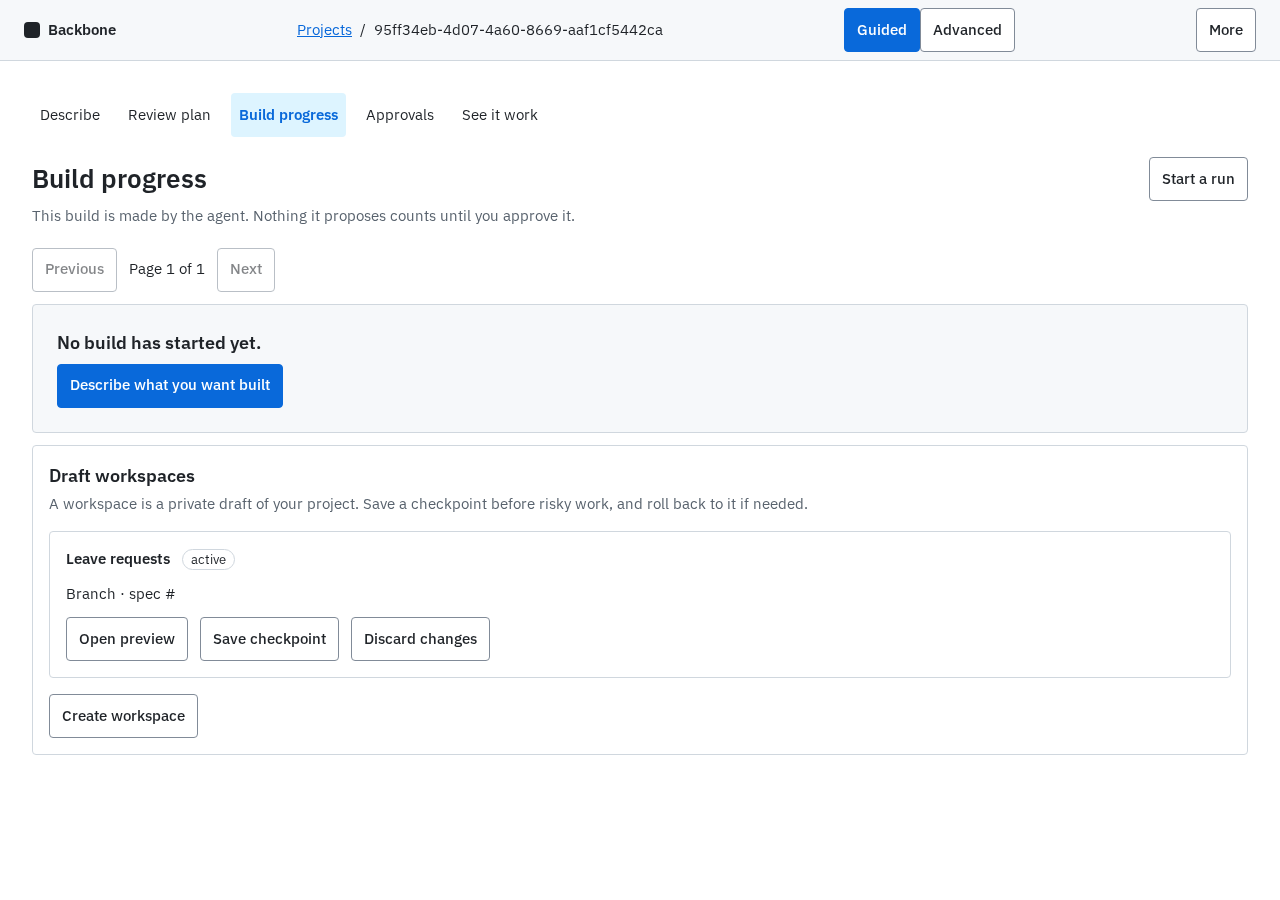 Backbone
Projects / 95ff34eb-4d07-4a60-8669-aaf1cf5442ca
Guided
Advanced
More
Describe
Review plan
Build progress
Approvals
See it work
Build progress
Start a run
This build is made by the agent. Nothing it proposes counts until you approve it.
Previous
Page 1 of 1
Next
No build has started yet.
Describe what you want built
Draft workspaces
A workspace is a private draft of your project. Save a checkpoint before risky work, and roll back to it if needed.
Leave requests
active
Branch · spec #
Open preview
Save checkpoint
Discard changes
Create workspace